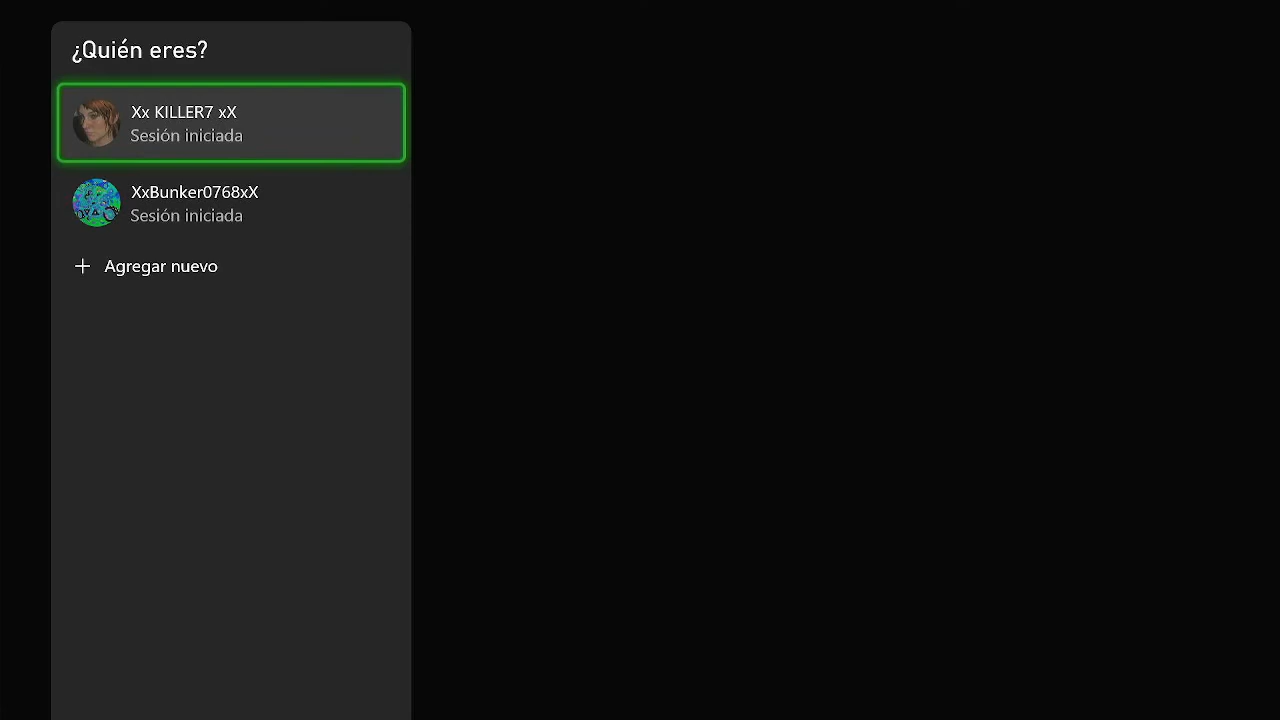 ¿Quién eres?
Xx KILLER7 xX
Sesión iniciada
XxBunker0768xX
Sesión iniciada
Agregar nuevo